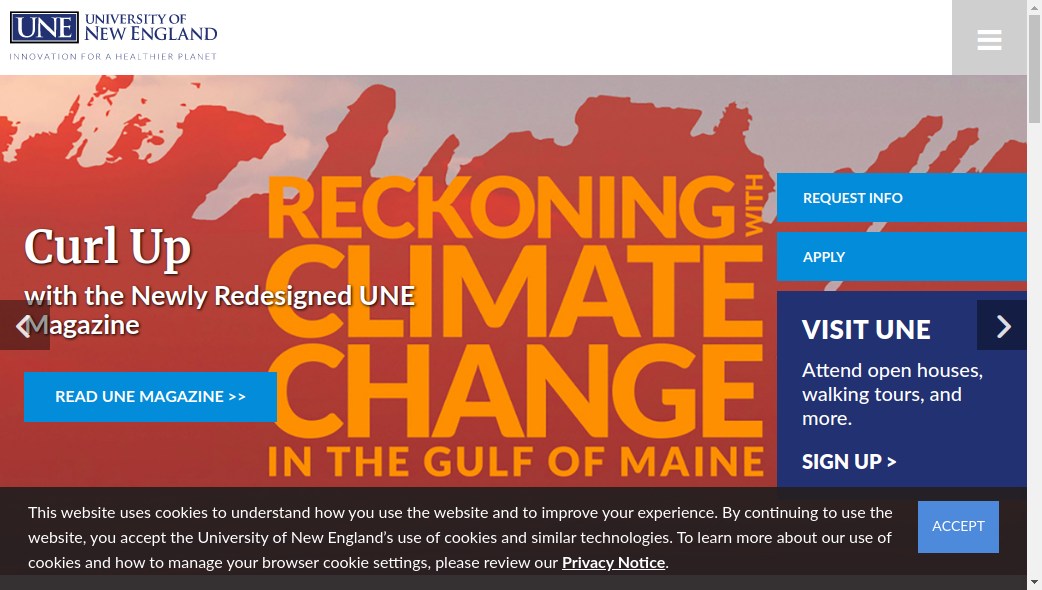 UNE UNIVERSITY OF
NEW ENGLAND
INNOVATION FOR A HEALTHIER PLANET
RECKONING WITH
CLIMATE
CHANGE
IN THE GULF OF MAINE
Curl Up
with the Newly Redesigned UNE
Magazine
READ UNE MAGAZINE >>
REQUEST INFO
APPLY
VISIT UNE
Attend open houses,
walking tours, and
more.
SIGN UP >
This website uses cookies to understand how you use the website and to improve your experience. By continuing to use the
website, you accept the University of New England's use of cookies and similar technologies. To learn more about our use of
cookies and how to manage your browser cookie settings, please review our Privacy Notice.
ACCEPT